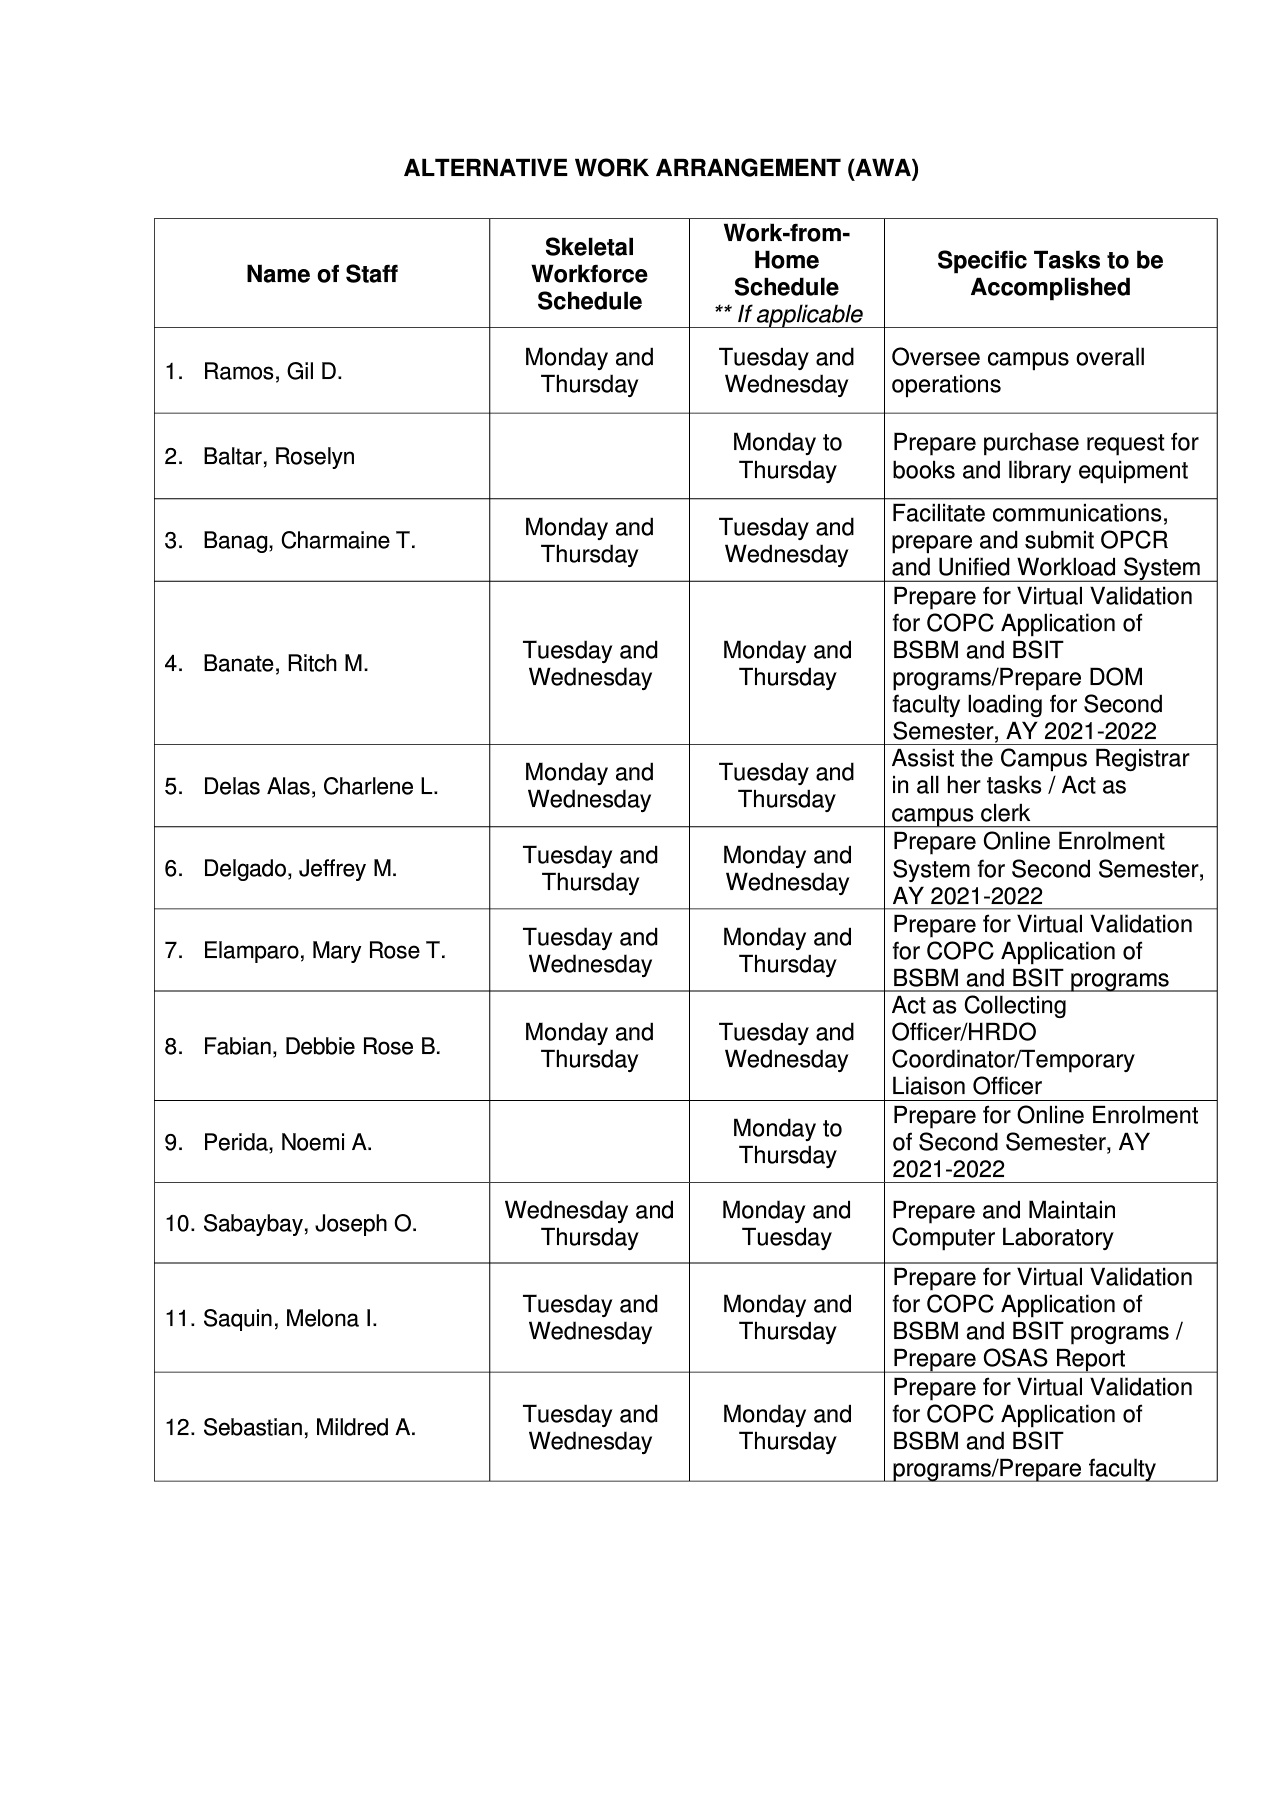 ALTERNATIVE WORK ARRANGEMENT (AWA)
Name of Staff
Skeletal
Workforce
Schedule
Work-from-
Home
Schedule
** If applicable
Specific Tasks to be
Accomplished
1. Ramos, Gil D.
Monday and
Thursday
Tuesday and
Wednesday
Oversee campus overall
operations
2. Baltar, Roselyn
Monday to
Thursday
Prepare purchase request for
books and library equipment
3. Banag, Charmaine T.
Monday and
Thursday
Tuesday and
Wednesday
Facilitate communications,
prepare and submit OPCR
and Unified Workload System
4. Banate, Ritch M.
Tuesday and
Wednesday
Monday and
Thursday
Prepare for Virtual Validation
for COPC Application of
BSBM and BSIT
programs/Prepare DOM
faculty loading for Second
Semester, AY 2021-2022
5. Delas Alas, Charlene L.
Monday and
Wednesday
Tuesday and
Thursday
Assist the Campus Registrar
in all her tasks / Act as
campus clerk
6. Delgado, Jeffrey M.
Tuesday and
Thursday
Monday and
Wednesday
Prepare Online Enrolment
System for Second Semester,
AY 2021-2022
7. Elamparo, Mary Rose T.
Tuesday and
Wednesday
Monday and
Thursday
Prepare for Virtual Validation
for COPC Application of
BSBM and BSIT programs
8. Fabian, Debbie Rose B.
Monday and
Thursday
Tuesday and
Wednesday
Act as Collecting
Officer/HRDO
Coordinator/Temporary
Liaison Officer
9. Perida, Noemi A.
Monday to
Thursday
Prepare for Online Enrolment
of Second Semester, AY
2021-2022
10. Sabaybay, Joseph O.
Wednesday and
Thursday
Monday and
Tuesday
Prepare and Maintain
Computer Laboratory
11. Saquin, Melona I.
Tuesday and
Wednesday
Monday and
Thursday
Prepare for Virtual Validation
for COPC Application of
BSBM and BSIT programs /
Prepare OSAS Report
12. Sebastian, Mildred A.
Tuesday and
Wednesday
Monday and
Thursday
Prepare for Virtual Validation
for COPC Application of
BSBM and BSIT
programs/Prepare faculty